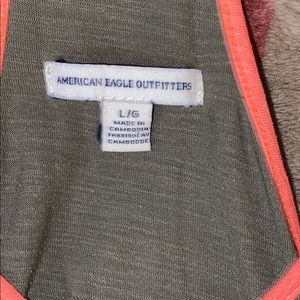 AMERICAN EAGLE OUTFITTERS
L/G
MADE IN
CAMBODIA
FABRIQUÉ AU
CAMBODGE